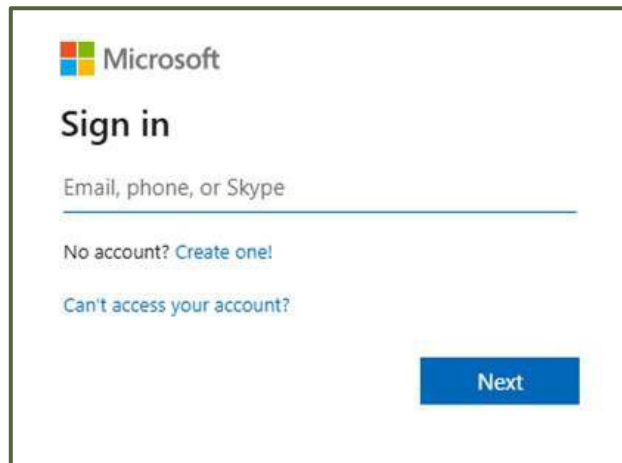 Microsoft
Sign in
Email, phone, or Skype
No account? Create one!
Can't access your account?
Next